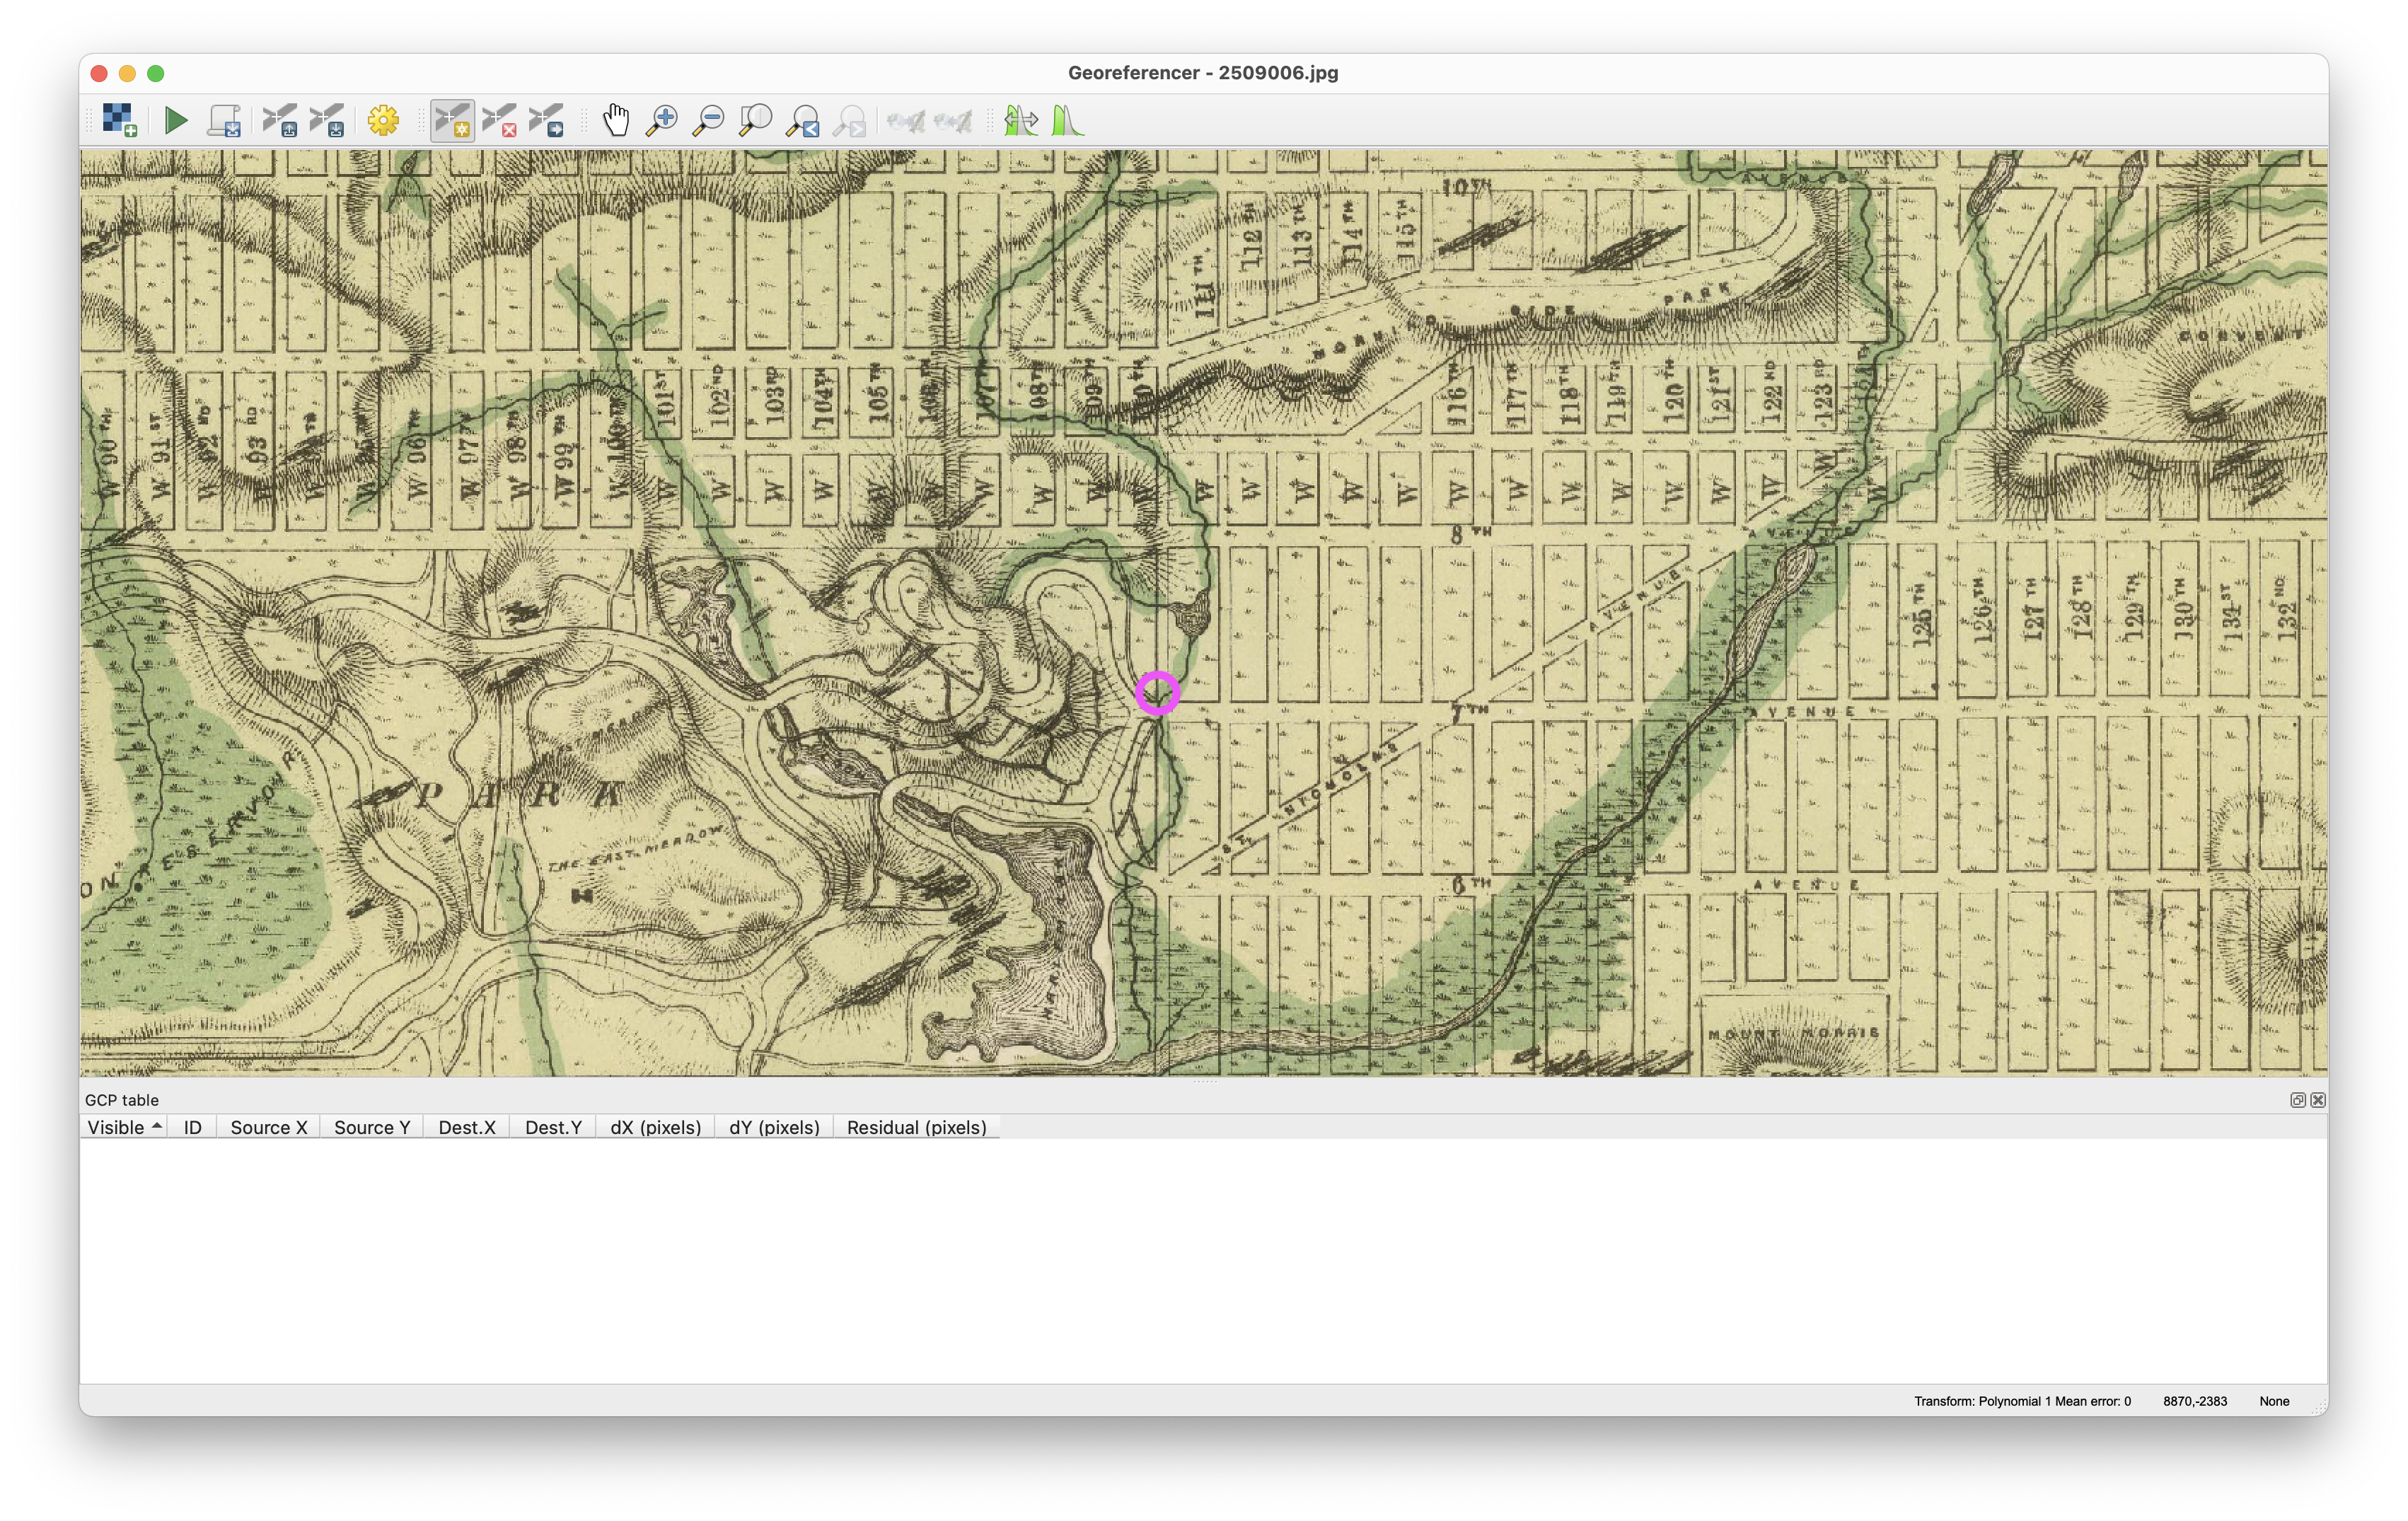 Georeferencer - 2509006.jpg
10TH
AVENUE
111TH
112TH
113TH
114TH
115TH
MORNING SIDE PARK
CONVENT
W 90TH
W 91ST
W 92ND
W 93RD
W 95TH
W 96TH
W 97TH
W 98TH
W 99TH
W 100TH
W 101ST
W 102ND
W 103RD
W 104TH
W 105TH
W 106TH
W 107TH
W 108TH
W 109TH
W 110TH
W
W
W
W
W
W 116TH
W 117TH
W 118TH
W 119TH
W 120TH
W 121ST
W 122ND
W 123RD
W 124TH
8TH AVENUE
AVENUE
125TH
126TH
127TH
128TH
129TH
130TH
131ST
132ND
7TH AVENUE
ST NICHOLAS
PARK
ON RESERVOIR
THE EAST MEADOW
6TH AVENUE
MOUNT MORRIS
GCP table
Visible ID Source X Source Y Dest.X Dest.Y dX (pixels) dY (pixels) Residual (pixels)
Transform: Polynomial 1 Mean error: 0 8870,-2383 None